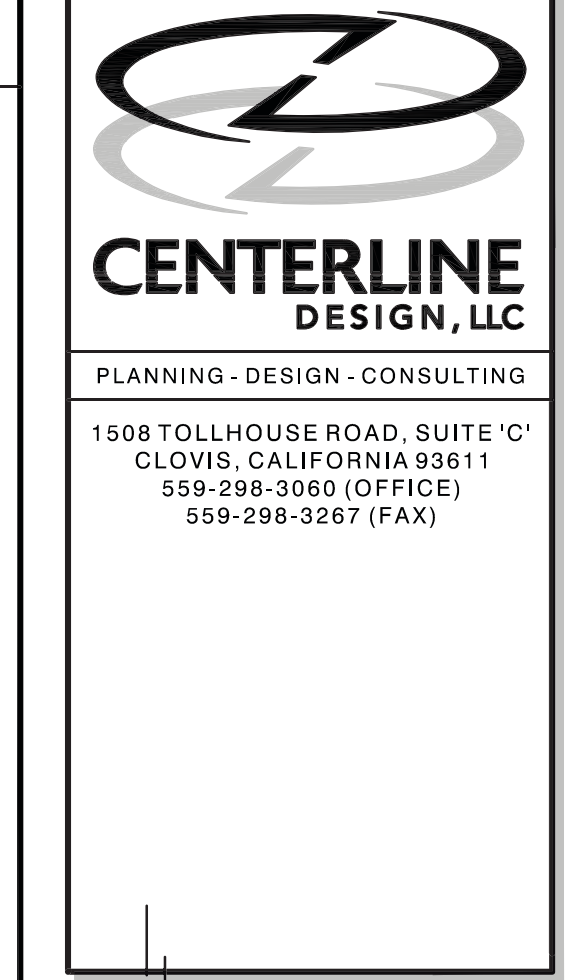 CENTERLINE
DESIGN, LLC
PLANNING - DESIGN - CONSULTING
1508 TOLLHOUSE ROAD, SUITE 'C'
CLOVIS, CALIFORNIA 93611
559-298-3060 (OFFICE)
559-298-3267 (FAX)